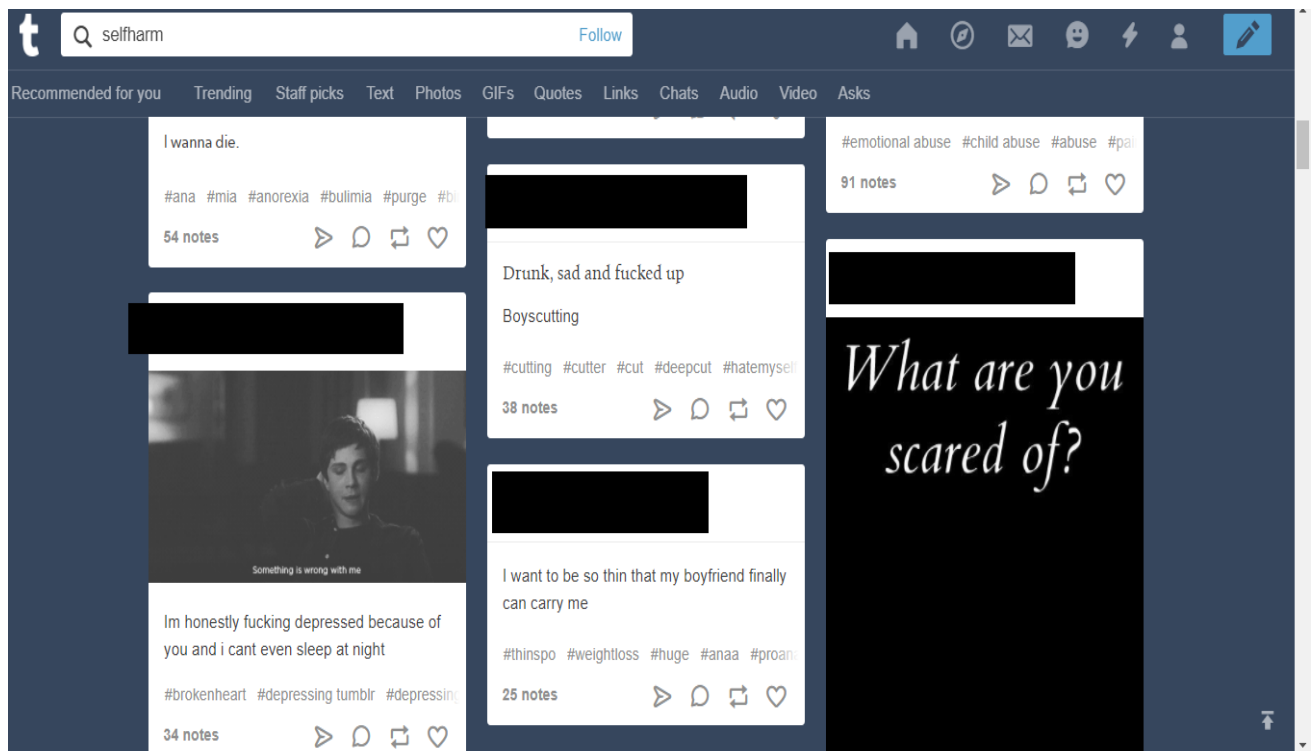 t
selfharm
Follow
Recommended for you Trending Staff picks Text Photos GIFs Quotes Links Chats Audio Video Asks
I wanna die.
#ana #mia #anorexia #bulimia #purge
54 notes
Something is wrong with me
Im honestly fucking depressed because of
you and i cant even sleep at night
#brokenheart #depressing tumblr #depressing
34 notes
Drunk, sad and fucked up
Boyscutting
#cutting #cutter #cut #deepcut #hatemysel
38 notes
I want to be so thin that my boyfriend finally
can carry me
#thinspo #weightloss #huge #anaa #proana
25 notes
#emotional abuse #child abuse #abuse #pai
91 notes
What are you
scared of?